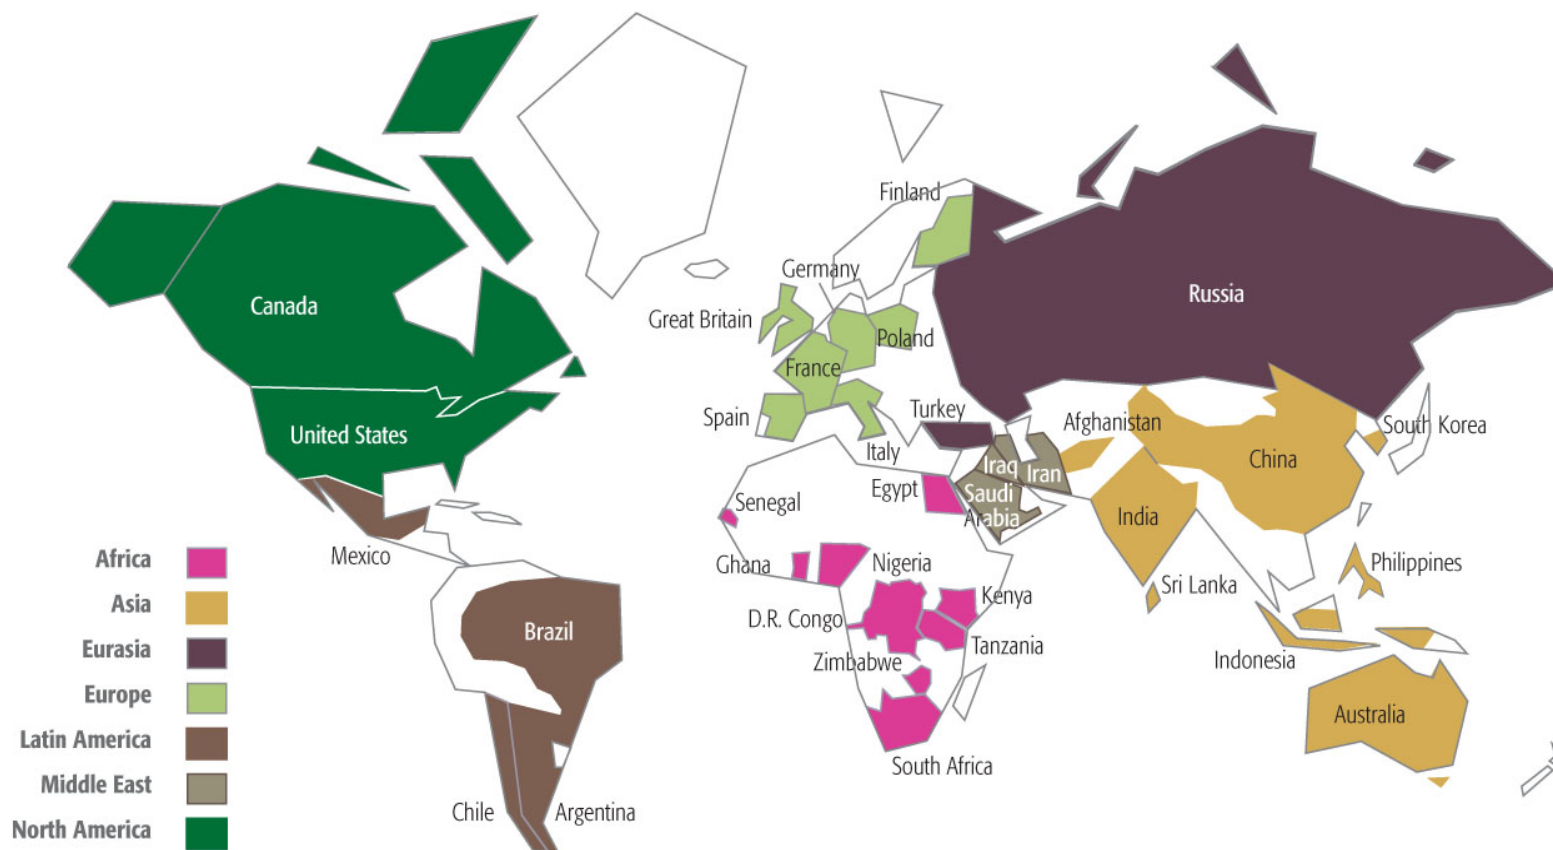 Finland
Germany
Canada
Russia
Great Britain
Poland
France
Spain
Turkey
Afghanistan
South Korea
United States
Italy
Iraq
Iran
China
Egypt
Saudi
Arabia
Senegal
India
Mexico
Ghana
Nigeria
Philippines
Sri Lanka
Kenya
D.R. Congo
Brazil
Tanzania
Zimbabwe
Indonesia
Australia
South Africa
Chile
Argentina
Africa
Asia
Eurasia
Europe
Latin America
Middle East
North America